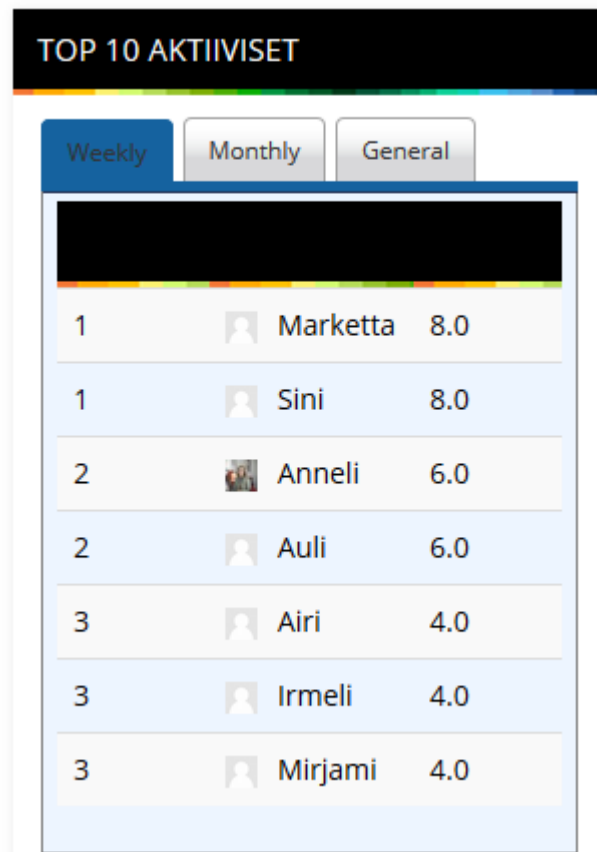 TOP 10 AKTIIVISET
Weekly Monthly General
1 Marketta 8.0
1 Sini 8.0
2 Anneli 6.0
2 Auli 6.0
3 Airi 4.0
3 Irmeli 4.0
3 Mirjami 4.0